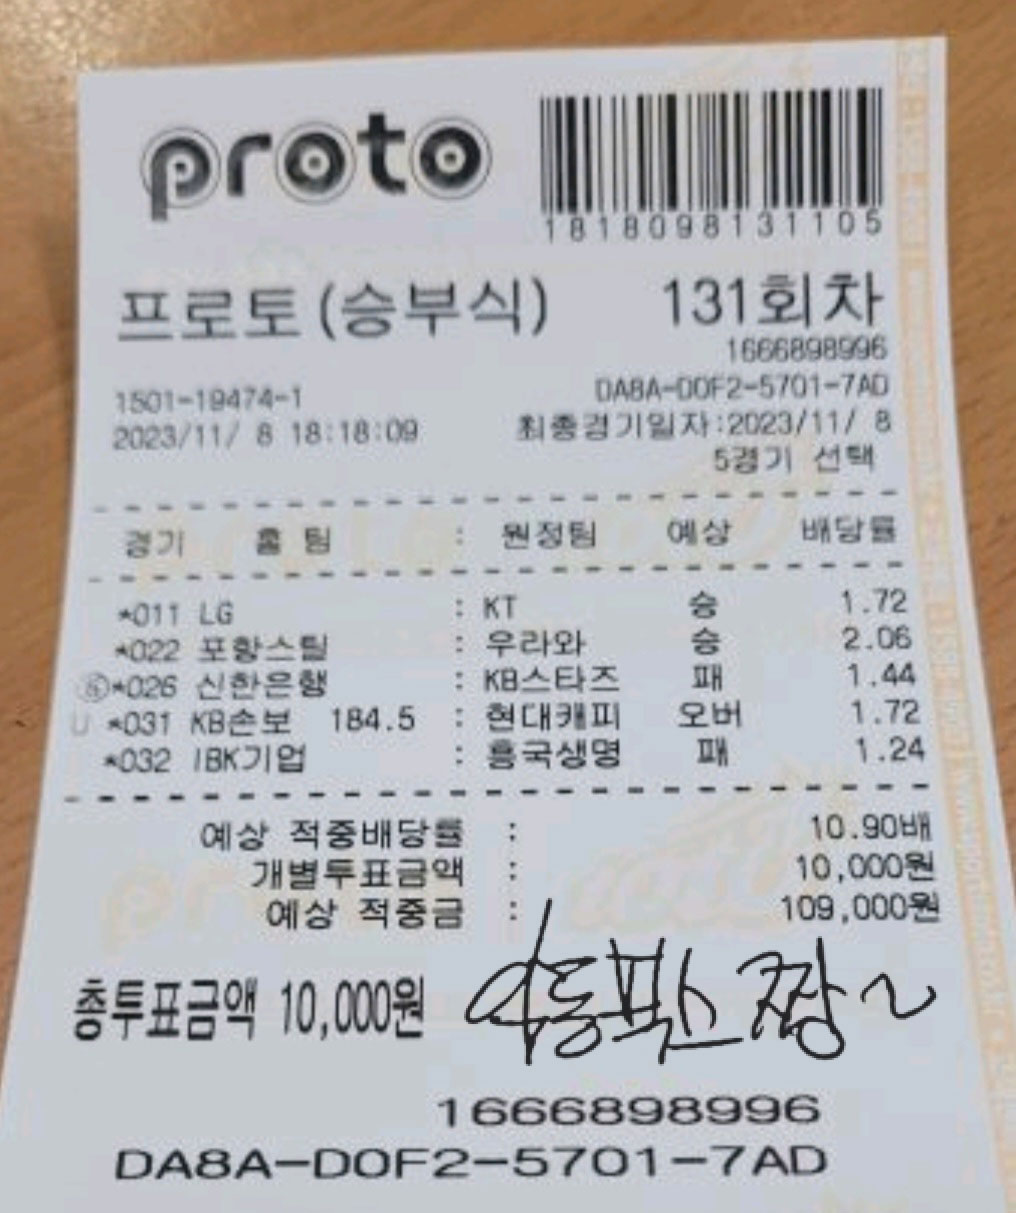 proto
1818098131105
프로토(승부식) 131회차
1666898996
1501-19474-1 DA8A-D0F2-5701-7AD
2023/11/ 8 18:18:09 최종경기일자:2023/11/ 8
5경기 선택
경기 홈 팀 : 원정팀 예상 배당률
*011 LG : KT 승 1.72
*022 포항스틸 : 우라와 승 2.06
*026 신한은행 : KB스타즈 패 1.44
U *031 KB손보 184.5 : 현대캐피 오버 1.72
*032 IBK기업 : 흥국생명 패 1.24
예상 적중배당률 : 10.90배
개별투표금액 : 10,000원
예상 적중금 : 109,000원
총투표금액 10,000원
픽스 짱~
1666898996
DA8A-D0F2-5701-7AD